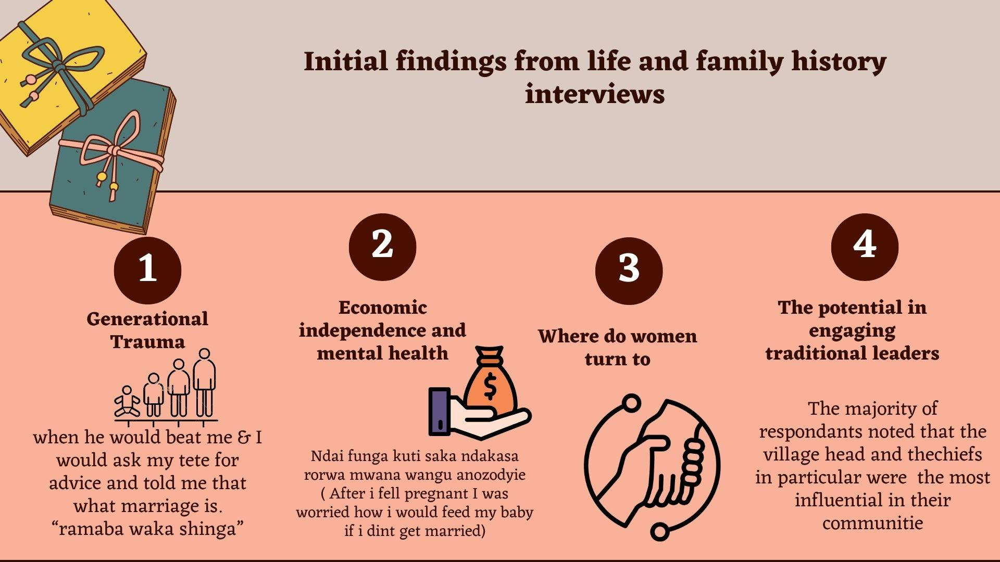 Initial findings from life and family history
interviews
1
Generational
Trauma
when he would beat me & I
would ask my tete for
advice and told me that
what marriage is.
“ramaba waka shinga”
2
Economic
independence and
mental health
$
Ndai funga kuti saka ndakasa
rorwa mwana wangu anozodyie
( After i fell pregnant I was
worried how i would feed my baby
if i dint get married)
3
Where do women
turn to
4
The potential in
engaging
traditional leaders
The majority of
respondants noted that the
village head and thechiefs
in particular were  the most
influential in their
communitie